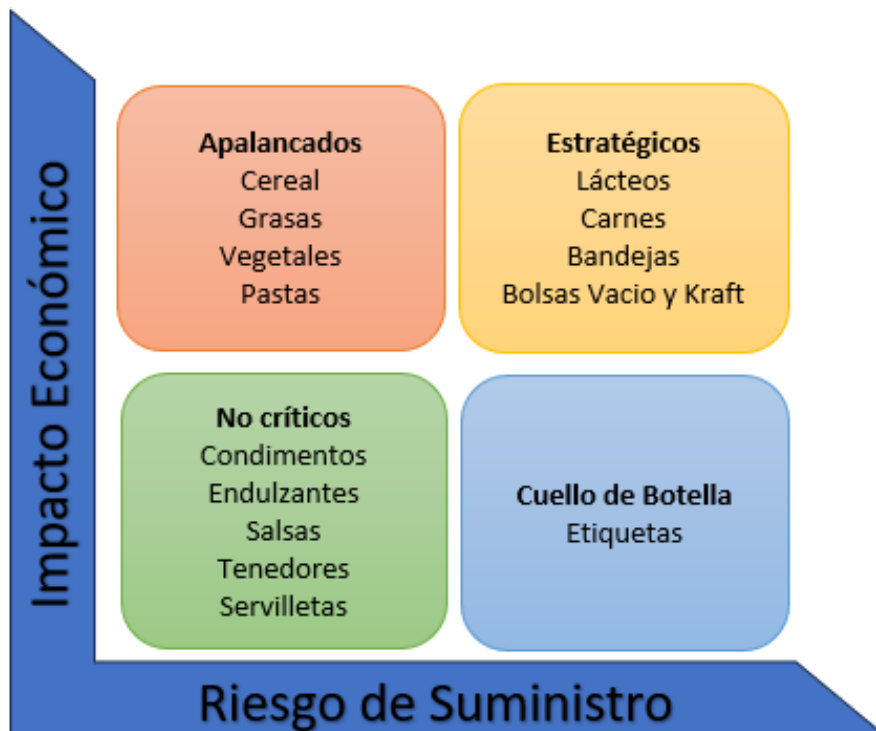 Impacto Económico
Apalancados
Cereal
Grasas
Vegetales
Pastas
Estratégicos
Lácteos
Carnes
Bandejas
Bolsas Vacio y Kraft
No críticos
Condimentos
Endulzantes
Salsas
Tenedores
Servilletas
Cuello de Botella
Etiquetas
Riesgo de Suministro